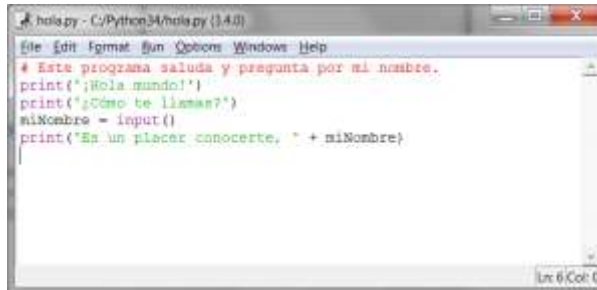 hola.py - C:/Python34/hola.py (3.4.0)
File Edit Format Run Options Windows Help
# Este programa saluda y pregunta por mi nombre.
print('¡Hola mundo!')
print('¿Cómo te llamas?')
miNombre = input()
print('Es un placer conocerte, ' + miNombre)
Ln: 6 Col: 0